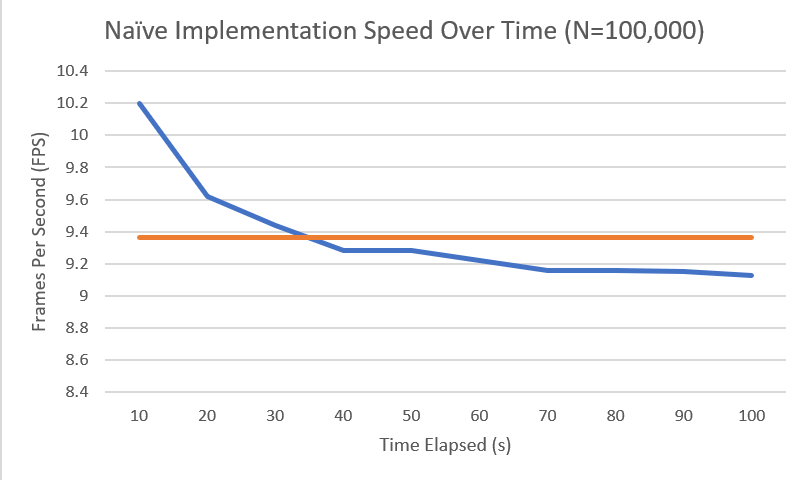 Naïve Implementation Speed Over Time (N=100,000)
10.4
10.2
10
9.8
9.6
9.4
9.2
9
8.8
8.6
8.4
Frames Per Second (FPS)
10 20 30 40 50 60 70 80 90 100
Time Elapsed (s)